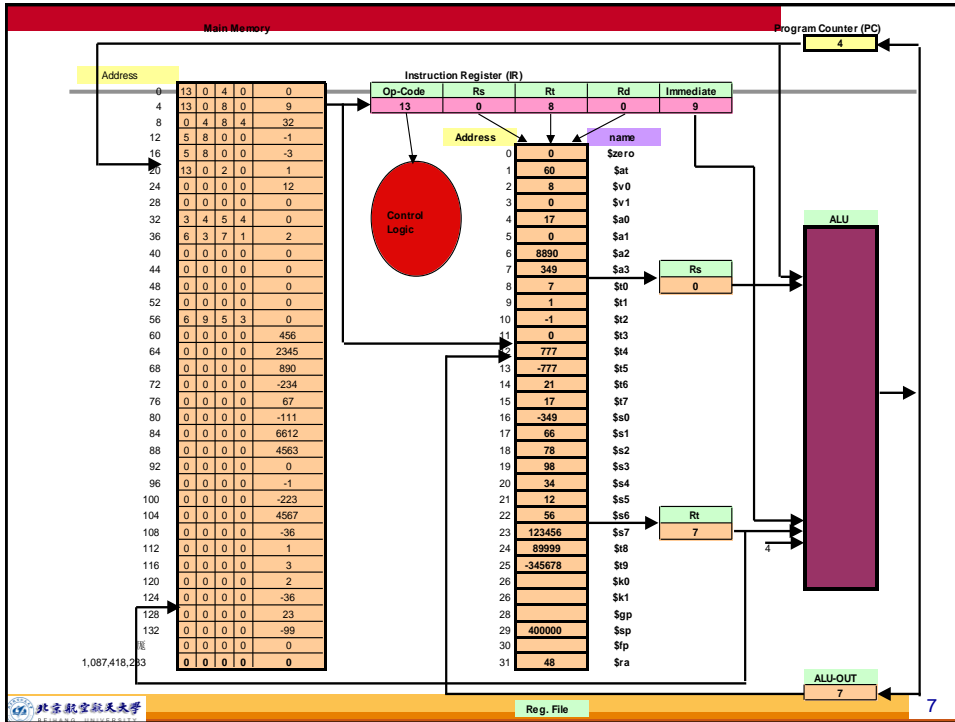 Main Memory
Program Counter (PC)
4
Address
Instruction Register (IR)
Op-Code Rs Rt Rd Immediate
13 0 8 0 9
0 13 0 4 0 0
4 13 0 8 0 9
8 0 4 8 4 32
12 5 8 0 0 -1
16 5 8 0 0 -3
20 13 0 2 0 1
24 0 0 0 0 12
28 0 0 0 0 0
32 3 4 5 4 0
36 6 3 7 1 2
40 0 0 0 0 0
44 0 0 0 0 0
48 0 0 0 0 0
52 0 0 0 0 0
56 6 9 5 3 0
60 0 0 0 0 456
64 0 0 0 0 2345
68 0 0 0 0 890
72 0 0 0 0 -234
76 0 0 0 0 67
80 0 0 0 0 -111
84 0 0 0 0 6612
88 0 0 0 0 4563
92 0 0 0 0 0
96 0 0 0 0 -1
100 0 0 0 0 -223
104 0 0 0 0 4567
108 0 0 0 0 -36
112 0 0 0 0 1
116 0 0 0 0 3
120 0 0 0 0 2
124 0 0 0 0 -36
128 0 0 0 0 23
132 0 0 0 0 -99
0 0 0 0 0
1,087,418,283 0 0 0 0 0
Control
Logic
Address name
0 0 $zero
1 60 $at
2 8 $v0
3 0 $v1
4 17 $a0
5 0 $a1
6 8890 $a2
7 349 $a3
8 7 $t0
9 1 $t1
10 -1 $t2
11 0 $t3
12 777 $t4
13 -777 $t5
14 21 $t6
15 17 $t7
16 -349 $s0
17 66 $s1
18 78 $s2
19 98 $s3
20 34 $s4
21 12 $s5
22 56 $s6
23 123456 $s7
24 89999 $t8
25 -345678 $t9
26 $k0
26 $k1
28 $gp
29 400000 $sp
30 $fp
31 48 $ra
Reg. File
Rs
0
Rt
7
4
ALU
ALU-OUT
7
北京航空航天大学
BEIHANG UNIVERSITY
7